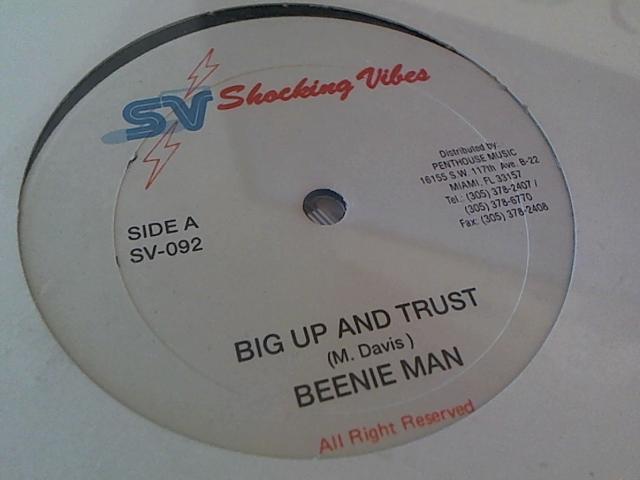 SV Shocking Vibes
Distributed by:
PENTHOUSE MUSIC
16155 S.W. 117th Ave. B-22
MIAMI, FL 33157
Tel.: (305) 378-2407 /
(305) 378-6770
Fax: (305) 378-2408
SIDE A
SV-092
BIG UP AND TRUST
(M. Davis)
BEENIE MAN
All Right Reserved